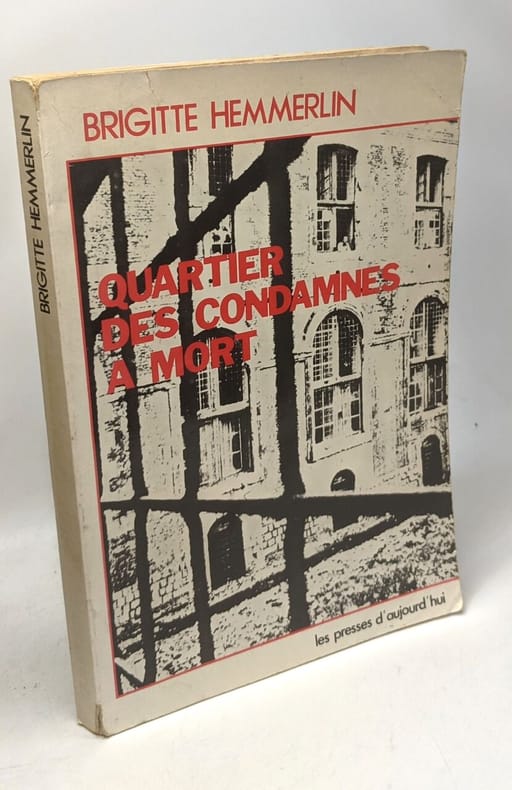 BRIGITTE HEMMERLIN
QUARTIER
DES CONDAMNES
A MORT
les presses d'aujourd'hui
BRIGITTE HEMMERLIN